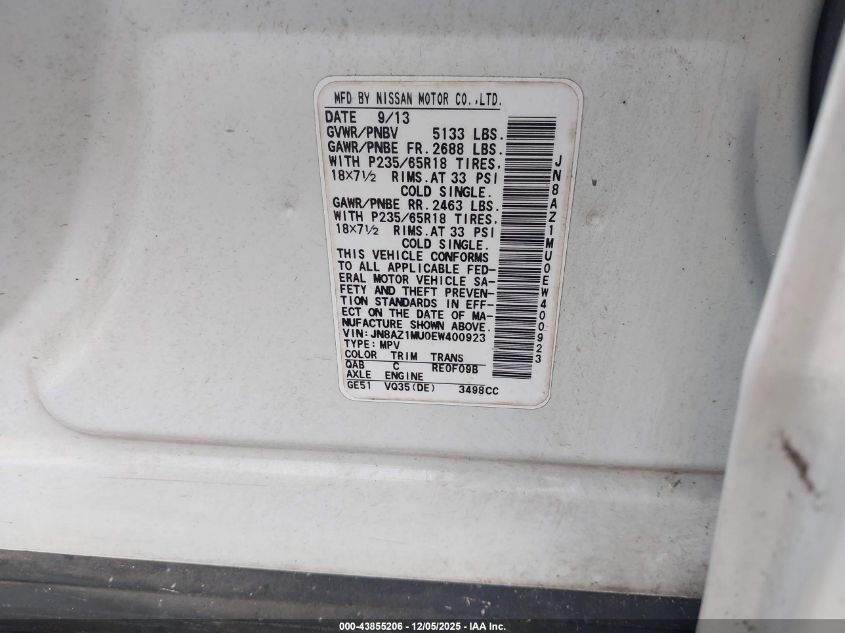 MFD BY NISSAN MOTOR CO.,LTD.
DATE 9/13
GVWR/PNBV 5133 LBS.
GAWR/PNBE FR. 2688 LBS.
WITH P235/65R18 TIRES,
18×7½ RIMS.AT 33 PSI
COLD SINGLE.
GAWR/PNBE RR. 2463 LBS.
WITH P235/65R18 TIRES,
18×7½ RIMS.AT 33 PSI
COLD SINGLE.
THIS VEHICLE CONFORMS
TO ALL APPLICABLE FED-
ERAL MOTOR VEHICLE SA-
FETY AND THEFT PREVEN-
TION STANDARDS IN EFF-
ECT ON THE DATE OF MA-
NUFACTURE SHOWN ABOVE.
VIN:JN8AZ1MU0EW400923
TYPE:MPV
COLOR TRIM TRANS
QAB C RE0F09B
AXLE ENGINE
GE51 VQ35(DE) 3498CC
JN8AZ1MU0EW400923
000-43855206 - 12/05/2025 - IAA Inc.